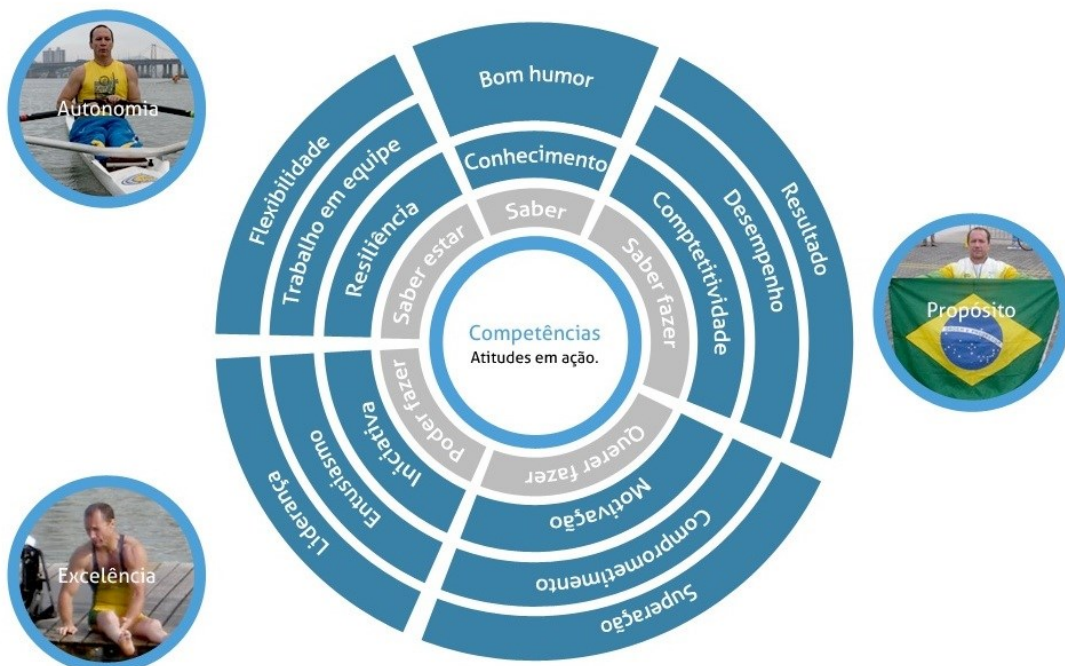 Autonomia
Propósito
Excelência
Competências
Atitudes em ação.
Saber
Conhecimento
Bom humor
Saber fazer
Comptetitividade
Desempenho
Resultado
Querer fazer
Motivação
Comprometimento
Superação
Poder fazer
Iniciativa
Entusiasmo
Liderança
Saber estar
Resiliência
Trabalho em equipe
Flexibilidade